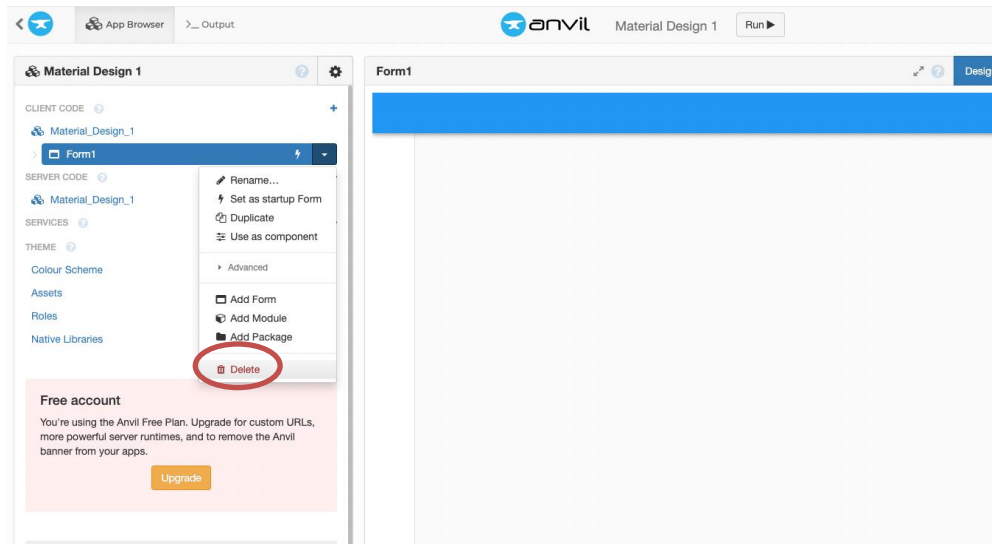 App Browser
>_ Output
anvil
Material Design 1
Run
Material Design 1
Form1
Desig
CLIENT CODE
Material_Design_1
Form1
SERVER CODE
Material_Design_1
SERVICES
THEME
Colour Scheme
Assets
Roles
Native Libraries
Rename...
Set as startup Form
Duplicate
Use as component
Advanced
Add Form
Add Module
Add Package
Delete
Free account
You're using the Anvil Free Plan. Upgrade for custom URLs,
more powerful server runtimes, and to remove the Anvil
banner from your apps.
Upgrade